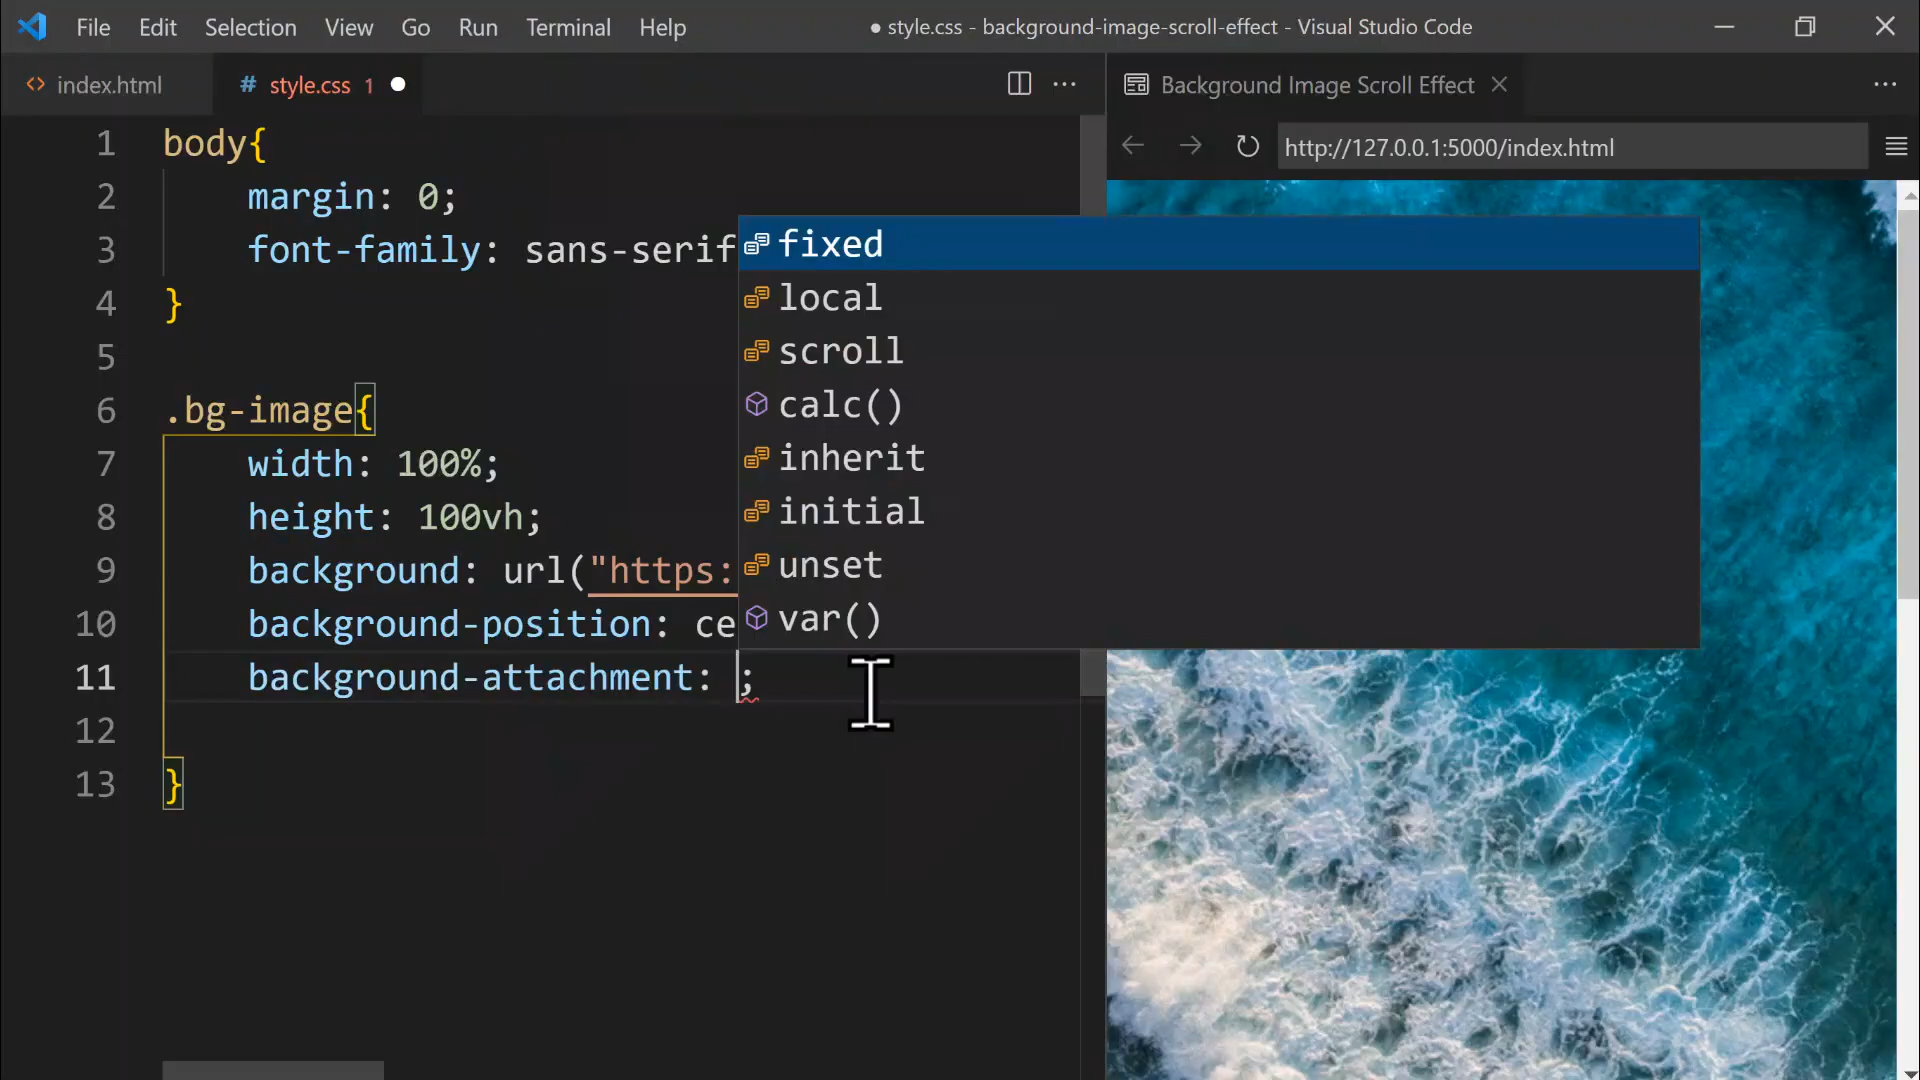 File Edit Selection View Go Run Terminal Help
● style.css - background-image-scroll-effect - Visual Studio Code
index.html
# style.css 1 ●
Background Image Scroll Effect
http://127.0.0.1:5000/index.html
1 body{
2 margin: 0;
3 font-family: sans-serif
4 }
5
6 .bg-image{
7 width: 100%;
8 height: 100vh;
9 background: url("https:
10 background-position: ce
11 background-attachment: ;
12
13 }
fixed
local
scroll
calc()
inherit
initial
unset
var()